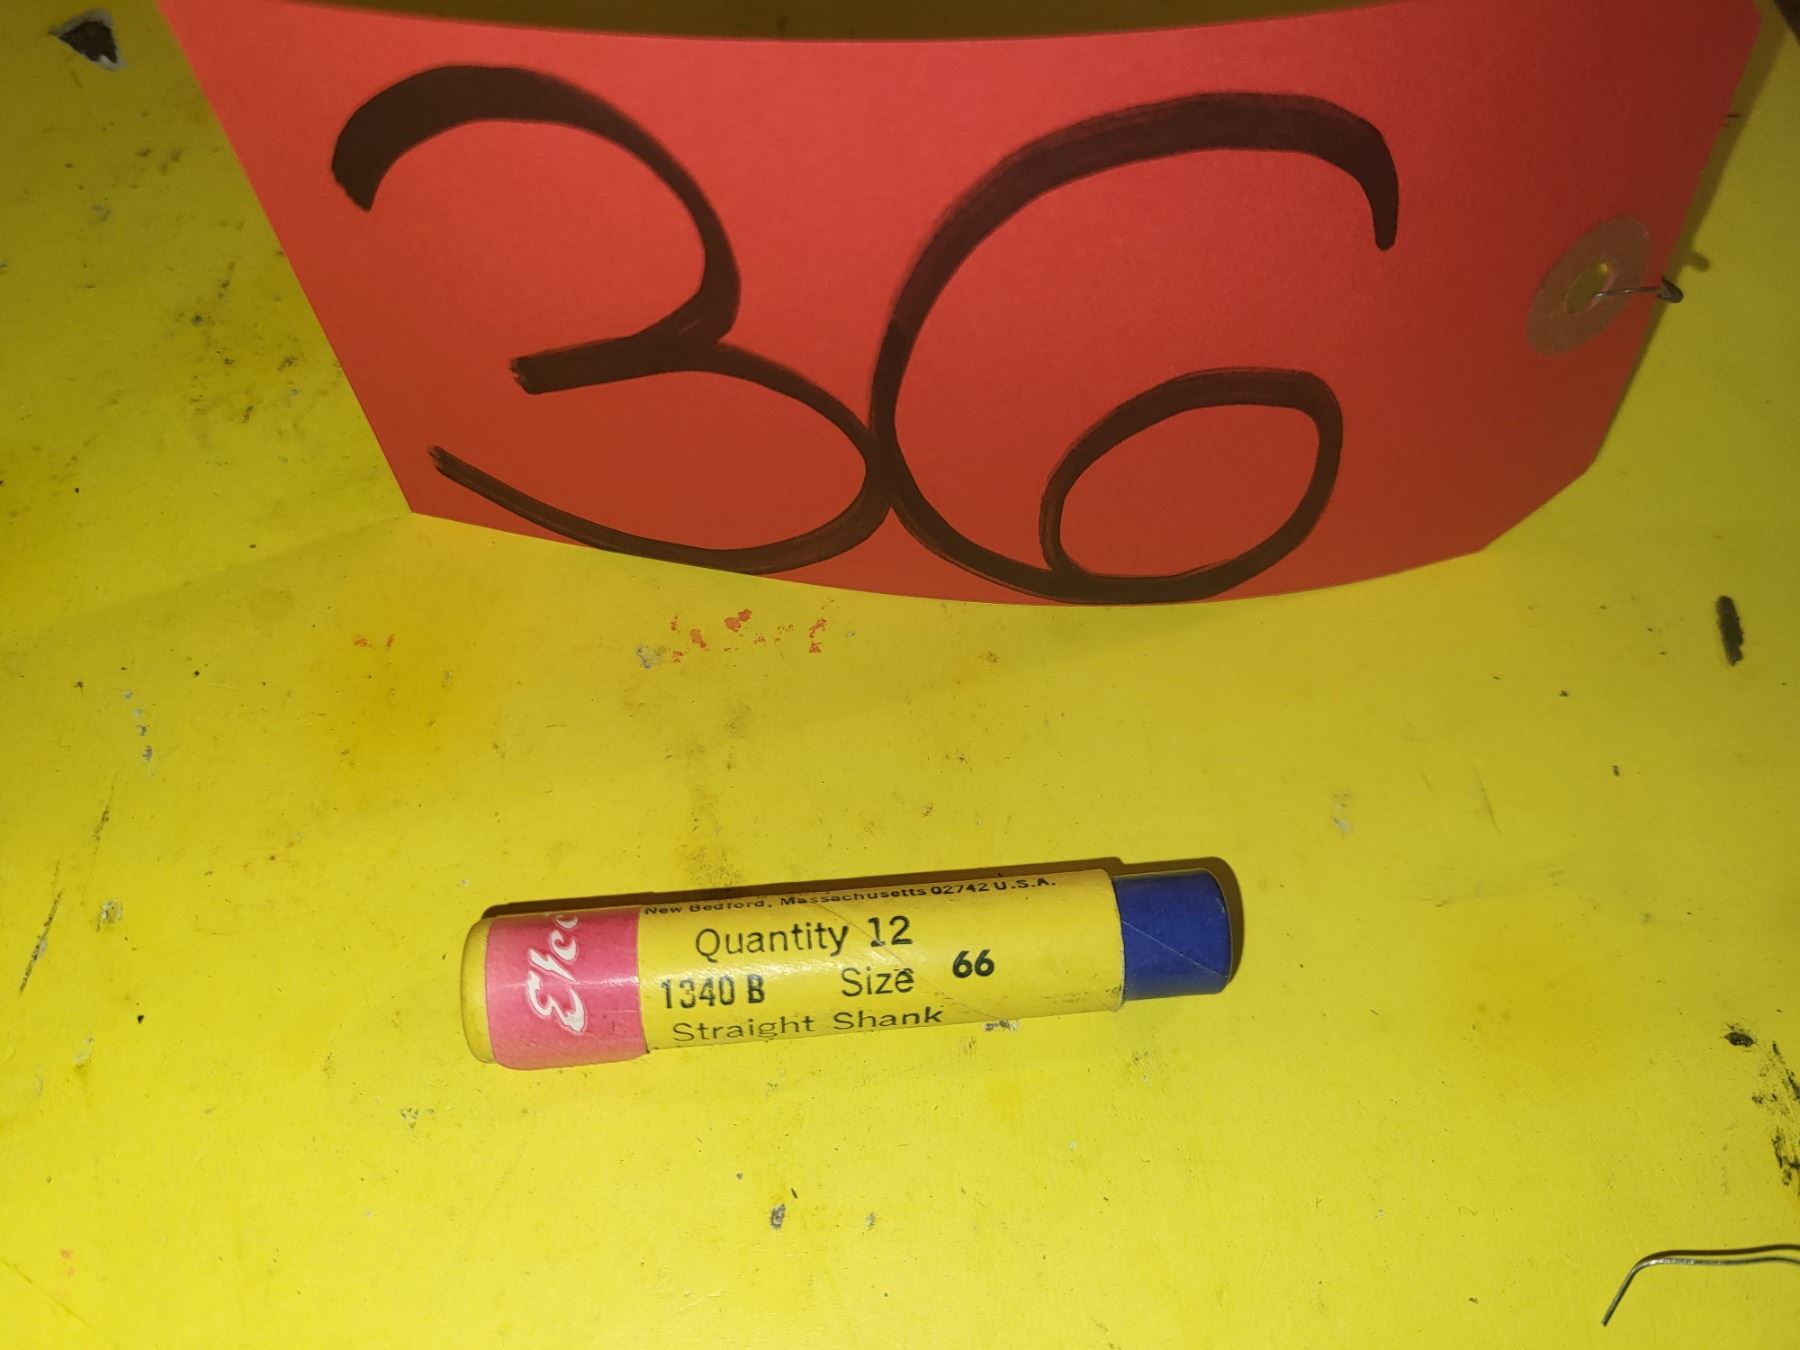 36
New Bedford, Massachusetts 02742 U.S.A.
Quantity 12
1340 B Size 66
Straight Shank